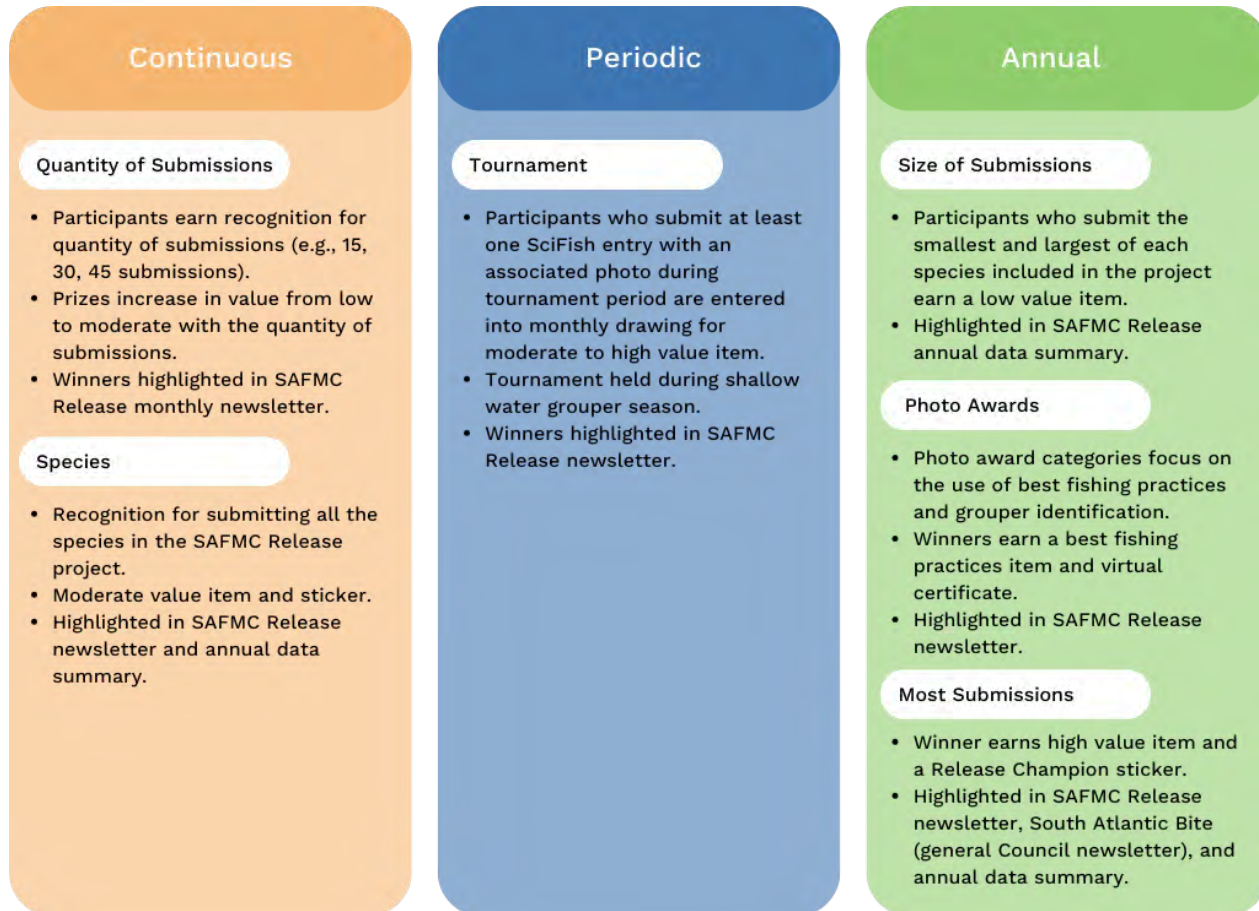 Continuous
Quantity of Submissions
• Participants earn recognition for
quantity of submissions (e.g., 15,
30, 45 submissions).
• Prizes increase in value from low
to moderate with the quantity of
submissions.
• Winners highlighted in SAFMC
Release monthly newsletter.
Species
• Recognition for submitting all the
species in the SAFMC Release
project.
• Moderate value item and sticker.
• Highlighted in SAFMC Release
newsletter and annual data
summary.
Periodic
Tournament
• Participants who submit at least
one SciFish entry with an
associated photo during
tournament period are entered
into monthly drawing for
moderate to high value item.
• Tournament held during shallow
water grouper season.
• Winners highlighted in SAFMC
Release newsletter.
Annual
Size of Submissions
• Participants who submit the
smallest and largest of each
species included in the project
earn a low value item.
• Highlighted in SAFMC Release
annual data summary.
Photo Awards
• Photo award categories focus on
the use of best fishing practices
and grouper identification.
• Winners earn a best fishing
practices item and virtual
certificate.
• Highlighted in SAFMC Release
newsletter.
Most Submissions
• Winner earns high value item and
a Release Champion sticker.
• Highlighted in SAFMC Release
newsletter, South Atlantic Bite
(general Council newsletter), and
annual data summary.